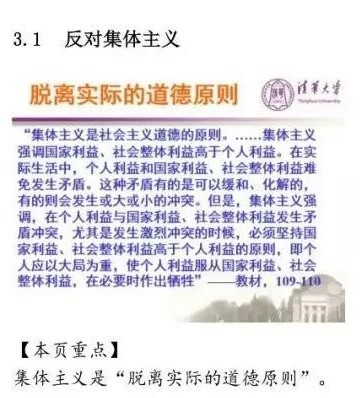 3.1 反对集体主义
脱离实际的道德原则
清华大学
Tsinghua University
“集体主义是社会主义道德的原则。……集体主义
强调国家利益、社会整体利益高于个人利益。在实
际生活中，个人利益和国家利益、社会整体利益难
免发生矛盾。这种矛盾有的是可以缓和、化解的，
有的则会发生或大或小的冲突。但是，集体主义强
调，在个人利益与国家利益、社会整体利益发生矛
盾冲突，尤其是发生激烈冲突的时候，必须坚持国
家利益、社会整体利益高于个人利益的原则，即个
人应以大局为重，使个人利益服从国家利益、社会
整体利益，在必要时作出牺牲”——教材，109-110
【本页重点】
集体主义是“脱离实际的道德原则”。